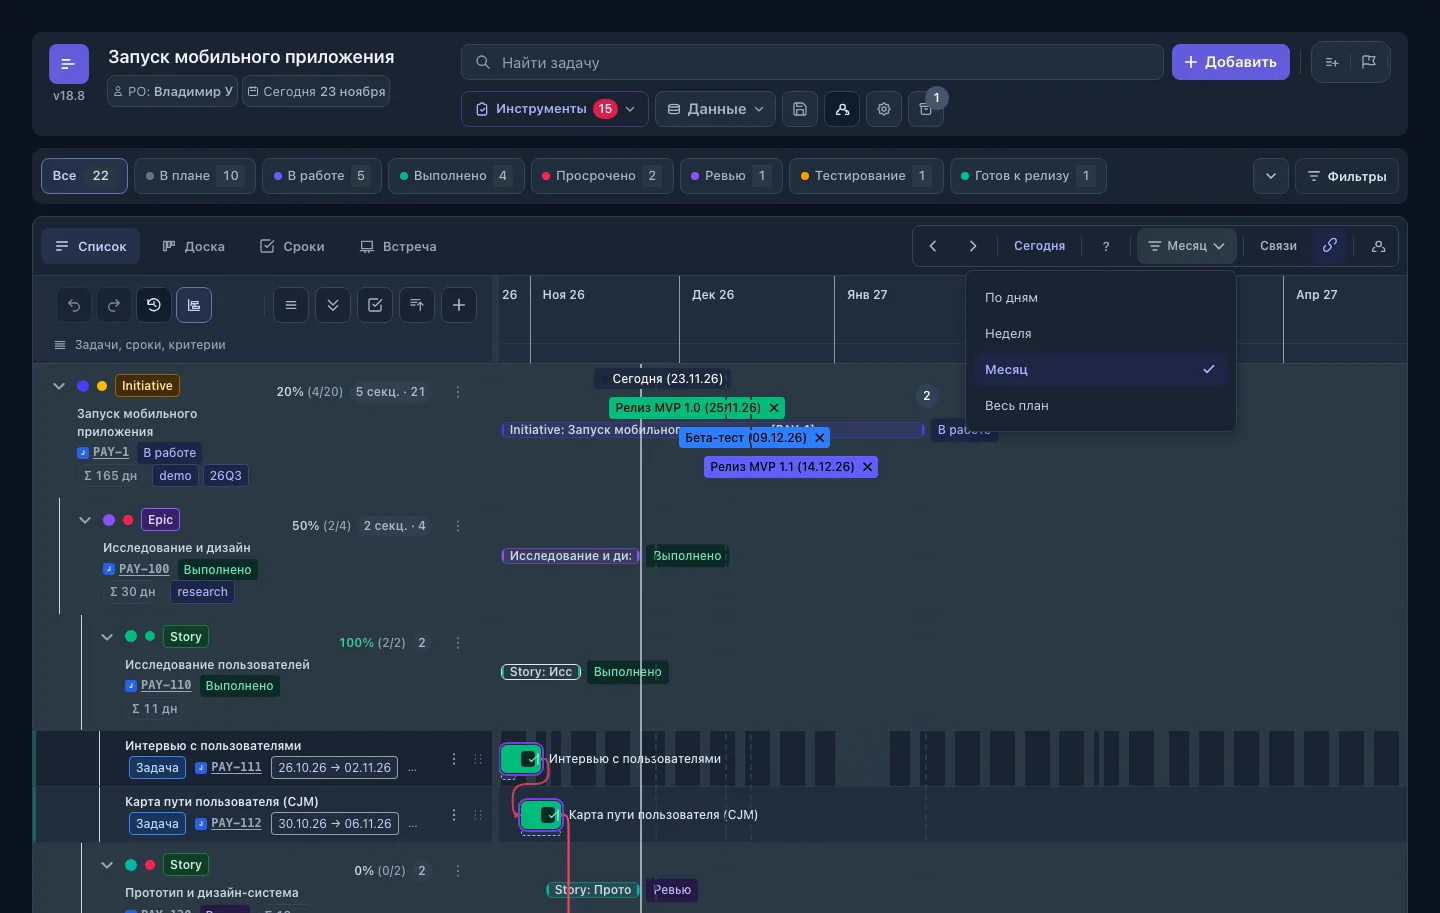 Запуск мобильного приложения
v18.8
PO: Владимир У
Сегодня 23 ноября
Найти задачу
Добавить
Инструменты 15
Данные
1
Все 22
В плане 10
В работе 5
Выполнено 4
Просрочено 2
Ревью 1
Тестирование 1
Готов к релизу 1
Фильтры
Список
Доска
Сроки
Встреча
Сегодня
?
Месяц
Связи
По дням
Неделя
Месяц
Весь план
Задачи, сроки, критерии
26
Ноя 26
Дек 26
Янв 27
Апр 27
Initiative
20% (4/20)
5 секц. · 21
Запуск мобильного
приложения
PAY-1
В работе
Σ 165 дн
demo
26Q3
Сегодня (23.11.26)
Релиз MVP 1.0 (25.11.26) ✕
2
Initiative: Запуск мобильног
Бета-тест (09.12.26) ✕
В работе
Релиз MVP 1.1 (14.12.26) ✕
Epic
50% (2/4)
2 секц. · 4
Исследование и дизайн
PAY-100
Выполнено
Σ 30 дн
research
Исследование и ди:
Выполнено
Story
100% (2/2)
2
Исследование пользователей
PAY-110
Выполнено
Σ 11 дн
Story: Исс
Выполнено
Интервью с пользователями
Задача
PAY-111
26.10.26 → 02.11.26
...
Интервью с пользователями
Карта пути пользователя (CJM)
Задача
PAY-112
30.10.26 → 06.11.26
...
Карта пути пользователя (CJM)
Story
0% (0/2)
2
Прототип и дизайн-система
Story: Прото
Ревью